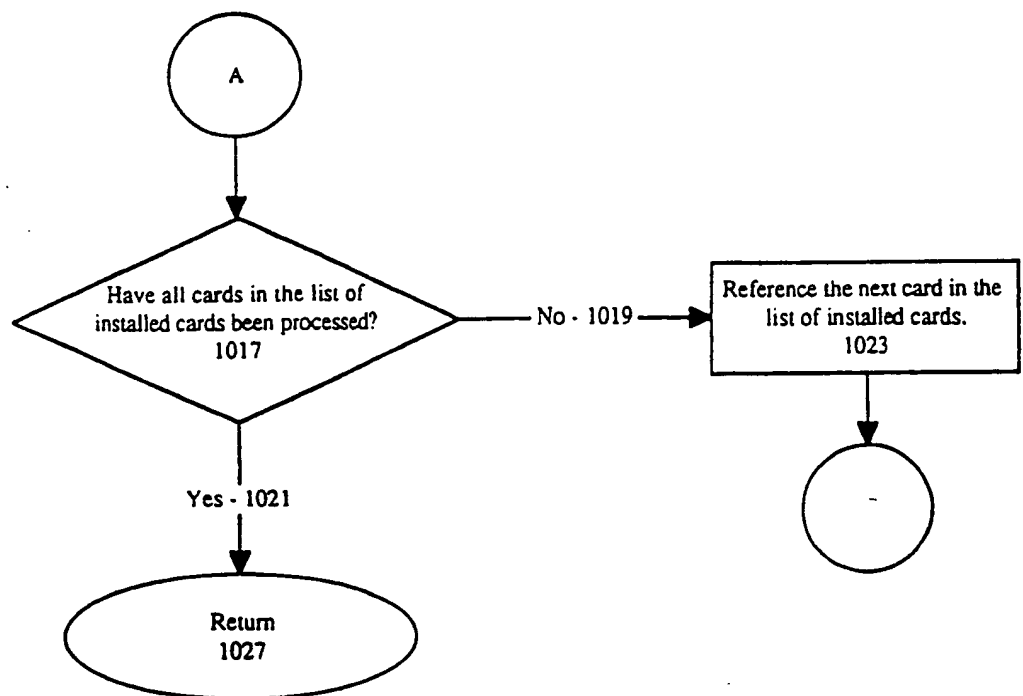 A
Have all cards in the list of
installed cards been processed?
1017
No - 1019
Reference the next card in the
list of installed cards.
1023
Yes - 1021
Return
1027